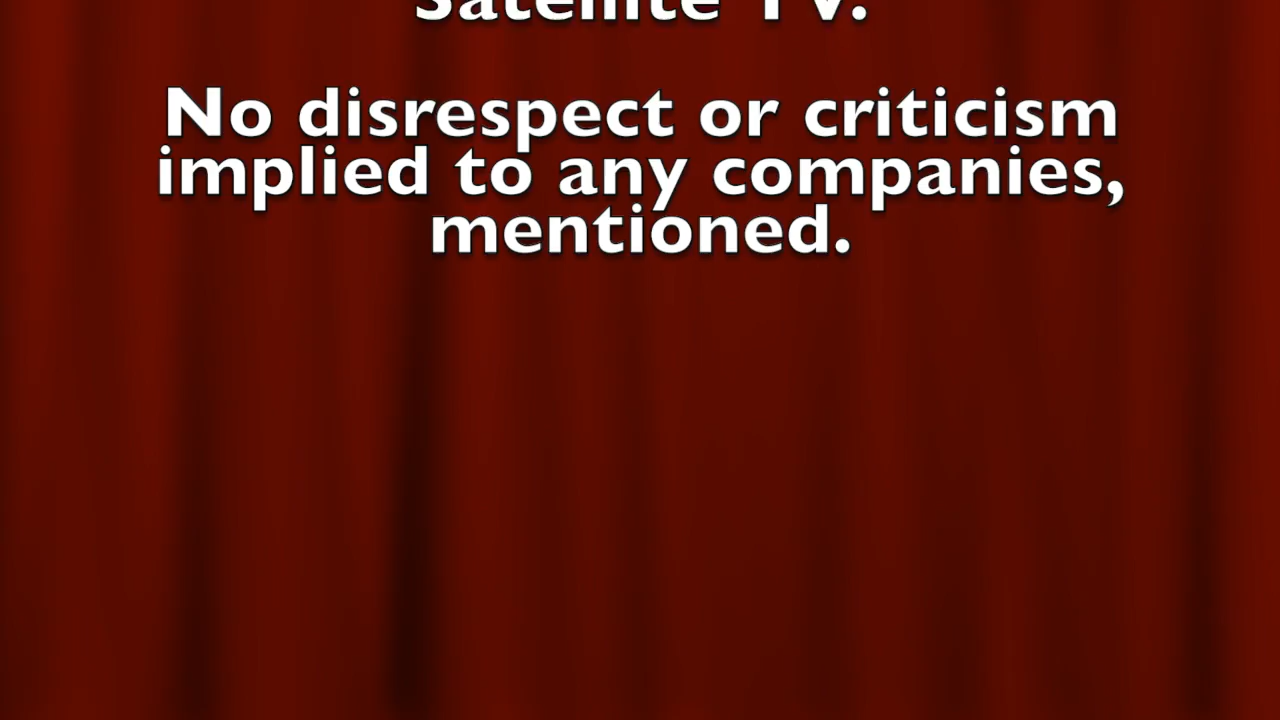 Satellite TV.
No disrespect or criticism
implied to any companies,
mentioned.